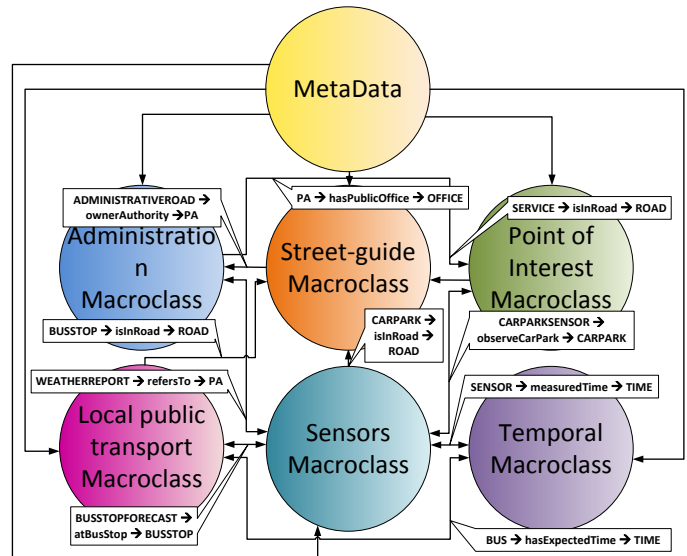 MetaData
ADMINISTRATIVEROAD →
ownerAuthority →PA
PA → hasPublicOffice → OFFICE
SERVICE → isInRoad → ROAD
Administratio
n
Macroclass
Street-guide
Macroclass
Point of
Interest
Macroclass
BUSSTOP → isInRoad → ROAD
CARPARK →
isInRoad →
ROAD
CARPARKSENSOR →
observeCarPark → CARPARK
WEATHERREPORT → refersTo → PA
SENSOR → measuredTime → TIME
Local public
transport
Macroclass
Sensors
Macroclass
Temporal
Macroclass
BUSSTOPFORECAST →
atBusStop → BUSSTOP
BUS → hasExpectedTime → TIME